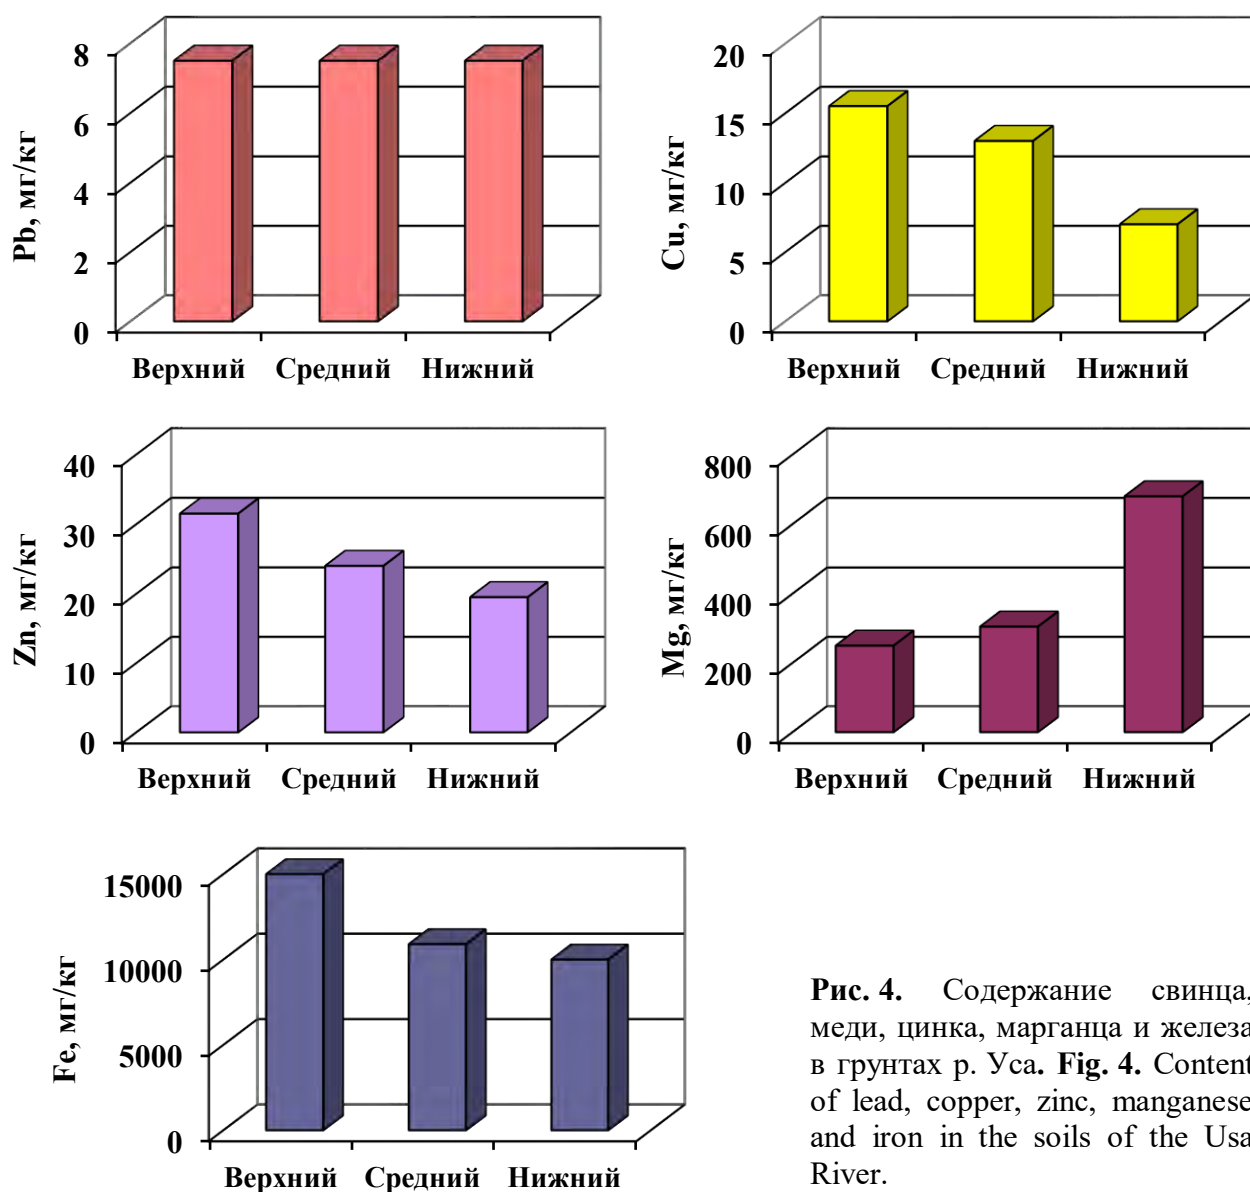 8
6
4
2
0
Pb, мг/кг
Верхний Средний Нижний
20
15
10
5
0
Cu, мг/кг
Верхний Средний Нижний
40
30
20
10
0
Zn, мг/кг
Верхний Средний Нижний
800
600
400
200
0
Mg, мг/кг
Верхний Средний Нижний
15000
10000
5000
0
Fe, мг/кг
Верхний Средний Нижний
Рис. 4. Содержание свинца,
меди, цинка, марганца и железа
в грунтах р. Уса. Fig. 4. Content
of lead, copper, zinc, manganese
and iron in the soils of the Usa
River.